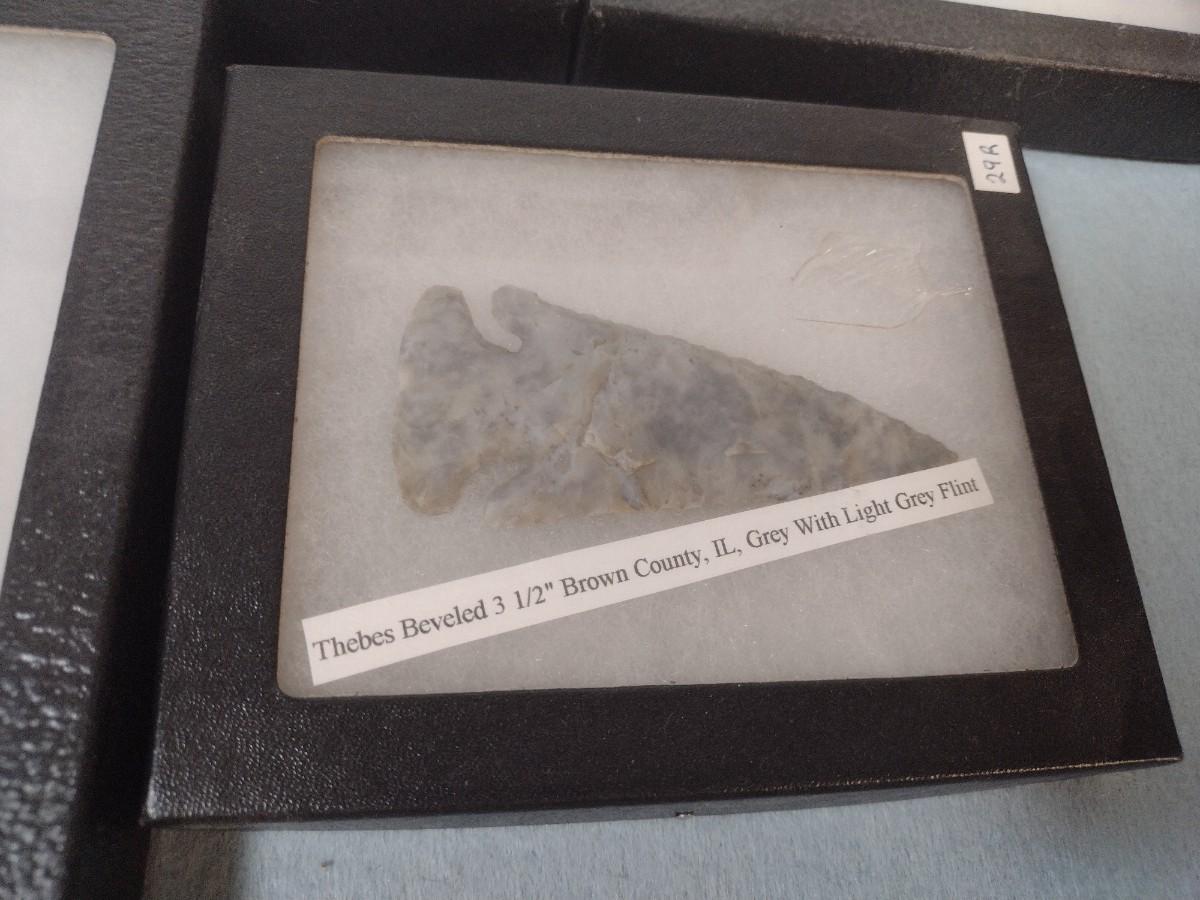 29R
Thebes Beveled 3 1/2" Brown County, IL, Grey With Light Grey Flint